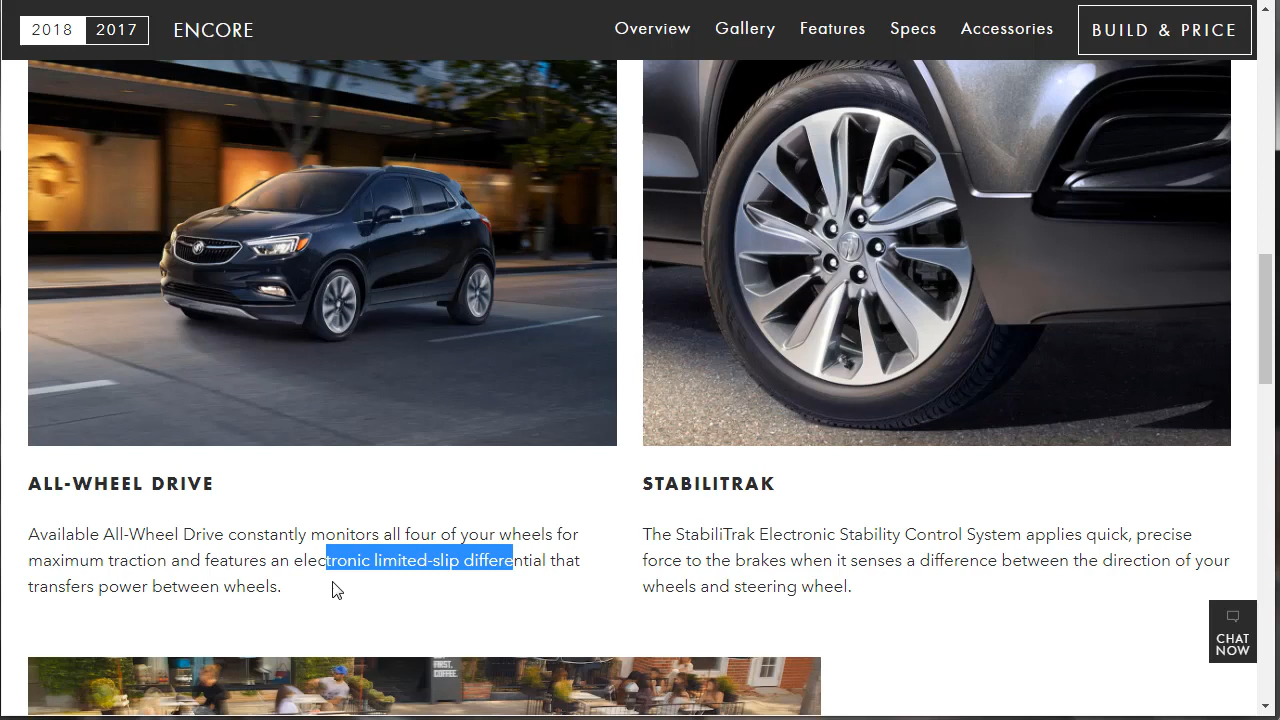 2018 2017 ENCORE Overview Gallery Features Specs Accessories BUILD & PRICE
ALL-WHEEL DRIVE
Available All-Wheel Drive constantly monitors all four of your wheels for
maximum traction and features an electronic limited-slip differential that
transfers power between wheels.
STABILITRAK
The StabiliTrak Electronic Stability Control System applies quick, precise
force to the brakes when it senses a difference between the direction of your
wheels and steering wheel.
CHAT
NOW
FIRST,
COFFEE.